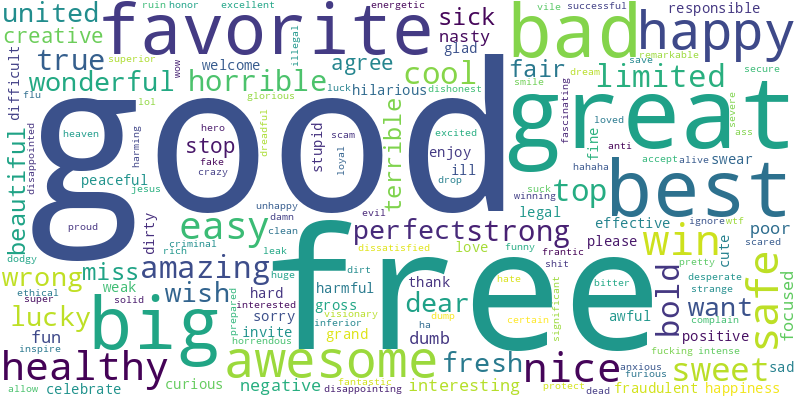 good
free
great
bad
best
favorite
big
happy
awesome
healthy
nice
amazing
win
safe
easy
horrible
wonderful
cool
sick
united
creative
true
limited
fair
agree
nasty
glad
hilarious
responsible
top
perfect
strong
terrible
beautiful
peaceful
stop
stupid
enjoy
ill
legal
effective
please
poor
swear
fine
wrong
miss
wish
lucky
fun
dear
fresh
sweet
bold
want
positive
focused
sad
cute
love
hard
sorry
invite
harmful
gross
grand
dumb
thank
negative
curious
interesting
fraudulent
happiness
celebrate
weak
dirty
difficult
awful
ruin
honor
excellent
energetic
vile
successful
superior
wow
welcome
illegal
luck
lol
glorious
dishonest
smile
dream
remarkable
save
secure
fascinating
loved
severe
ass
flu
heaven
disappointed
harming
dreadful
hero
fake
crazy
scam
loyal
excited
drop
anti
accept
alive
hahaha
suck
winning
jesus
unhappy
damn
clean
evil
proud
dodgy
criminal
rich
leak
dissatisfied
funny
frantic
shit
ignore
wtf
scared
pretty
desperate
strange
complain
ethical
super
solid
huge
interested
dirt
prepared
visionary
inferior
ha
dump
hate
certain
significant
bitter
inspire
horrendous
fantastic
disappointing
protect
dead
anxious
furious
fucking
intense
allow